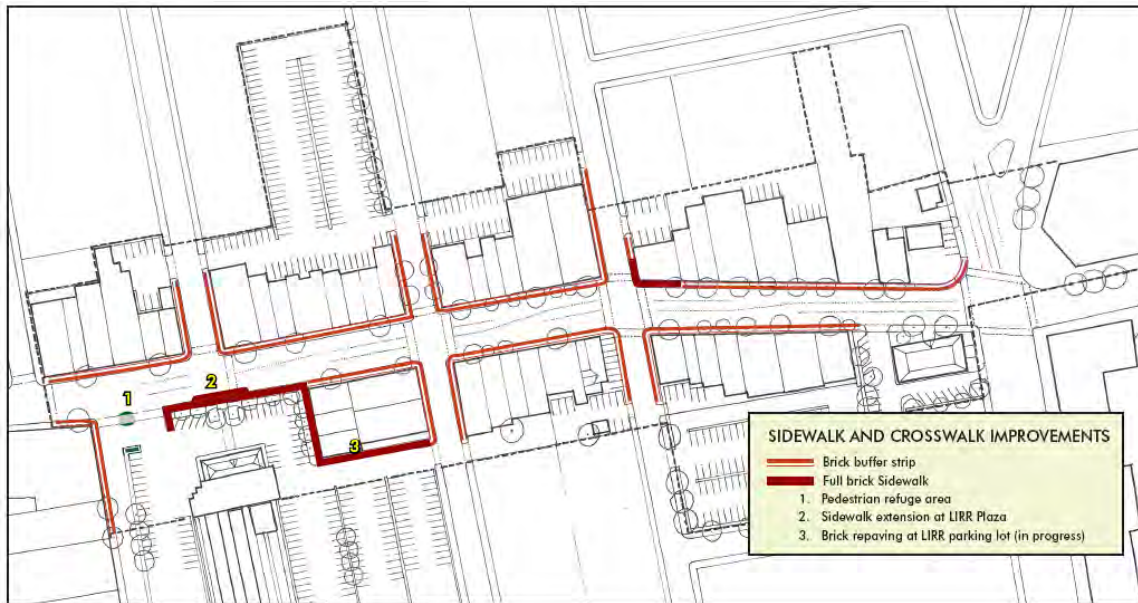 1
2
3
SIDEWALK AND CROSSWALK IMPROVEMENTS
Brick buffer strip
Full brick Sidewalk
1. Pedestrian refuge area
2. Sidewalk extension at LIRR Plaza
3. Brick repaving at LIRR parking lot (in progress)